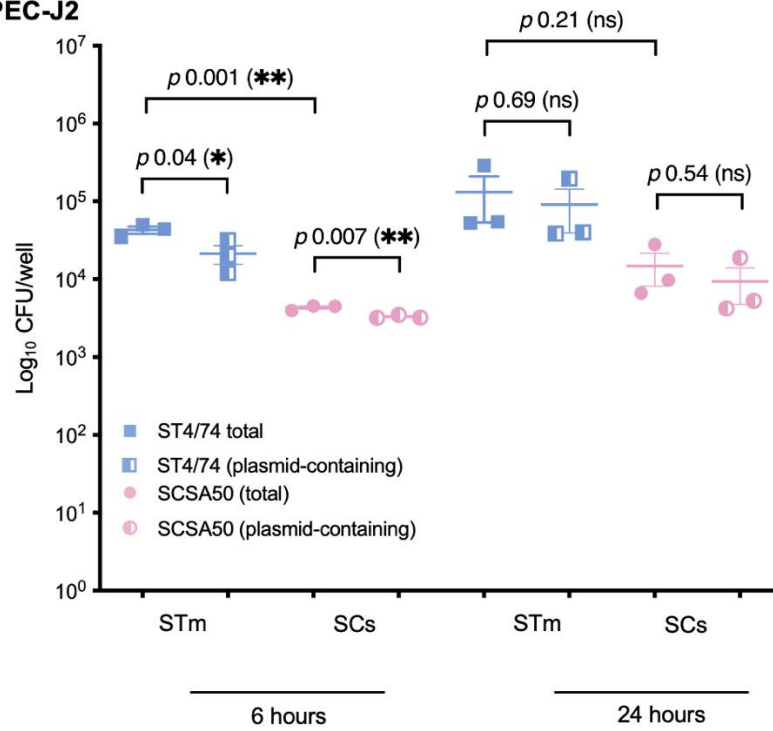 PEC-J2
p 0.21 (ns)
10⁷
p 0.001 (✱✱)
p 0.69 (ns)
10⁶
p 0.04 (✱)
p 0.54 (ns)
10⁵
p 0.007 (✱✱)
10⁴
Log₁₀ CFU/well
10³
10²
ST4/74 total
ST4/74 (plasmid-containing)
SCSA50 (total)
10¹
SCSA50 (plasmid-containing)
10⁰
STm SCs STm SCs
6 hours 24 hours